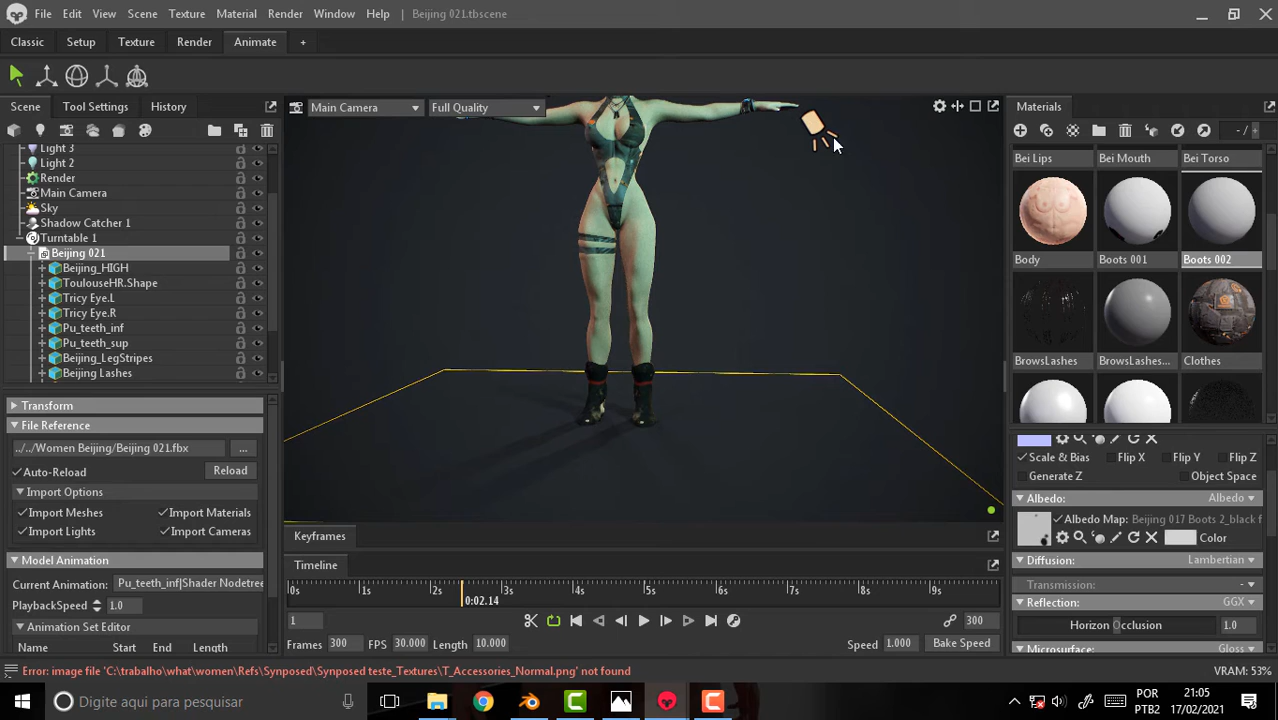 File Edit View Scene Texture Material Render Window Help Beijing 021.tbscene
Classic Setup Texture Render Animate +
Scene Tool Settings History
Main Camera Full Quality
Materials
- / +
Light 3
Light 2
Render
Main Camera
Sky
Shadow Catcher 1
Turntable 1
Beijing 021
Beijing_HIGH
ToulouseHR.Shape
Tricy Eye.L
Tricy Eye.R
Pu_teeth_inf
Pu_teeth_sup
Beijing_LegStripes
Beijing Lashes
Bei Lips Bei Mouth Bei Torso
Body Boots 001 Boots 002
BrowsLashes BrowsLashes... Clothes
Transform
File Reference
../../Women Beijing/Beijing 021.fbx ...
Auto-Reload Reload
Import Options
Import Meshes Import Materials
Import Lights Import Cameras
Model Animation
Current Animation: Pu_teeth_inf|Shader Nodetree
PlaybackSpeed 1.0
Animation Set Editor
Name Start End Length
Scale & Bias Flip X Flip Y Flip Z
Generate Z Object Space
Albedo: Albedo
Albedo Map: Beijing 017 Boots 2_black f
Color
Diffusion: Lambertian
Transmission: -
Reflection: GGX
Horizon Occlusion 1.0
Microsurface: Gloss
Keyframes
Timeline
0s 1s 2s 3s 4s 5s 6s 7s 8s 9s
0:02.14
1 300
Frames 300 FPS 30.000 Length 10.000 Speed 1.000 Bake Speed
Error: image file 'C:\trabalho\what\women\Refs\Synposed\Synposed teste_Textures\T_Accessories_Normal.png' not found VRAM: 53%
Digite aqui para pesquisar
POR
PTB2
21:05
17/02/2021